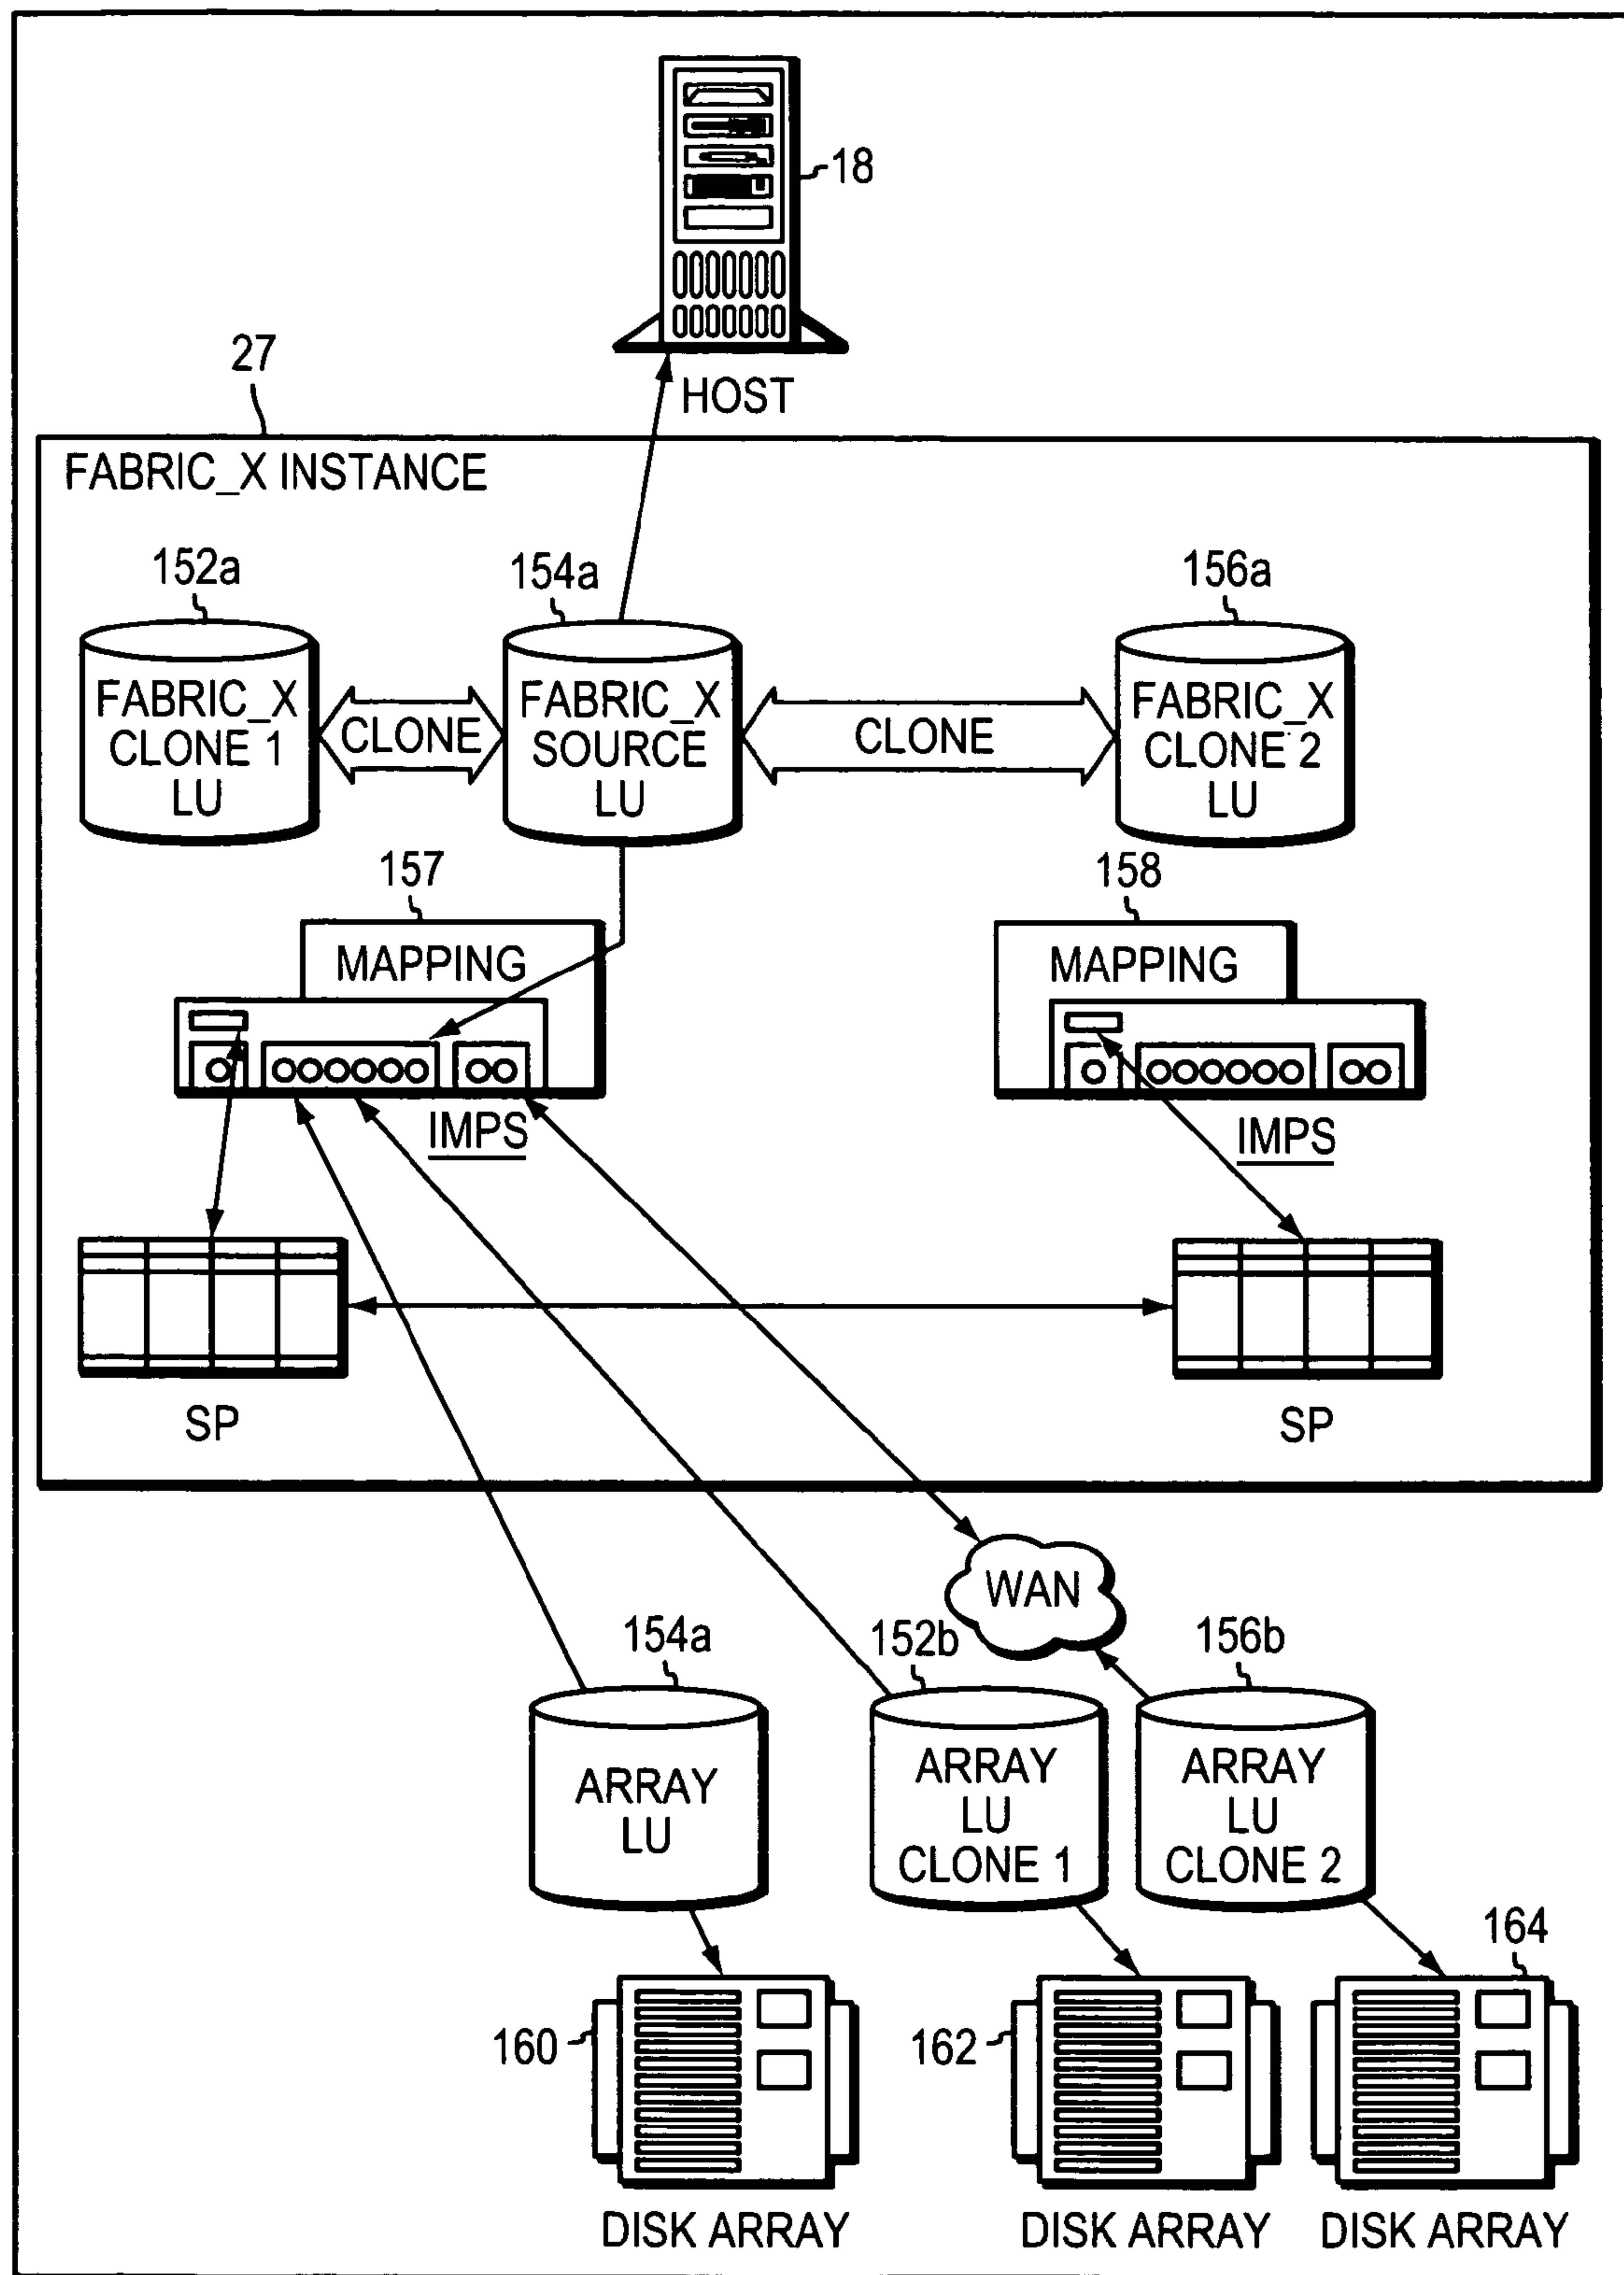 18
HOST
27
FABRIC_X INSTANCE
152a
154a
156a
FABRIC_X
CLONE 1
LU
CLONE
FABRIC_X
SOURCE
LU
CLONE
FABRIC_X
CLONE 2
LU
157
158
MAPPING
MAPPING
IMPS
IMPS
SP
SP
WAN
154a
152b
156b
ARRAY
LU
ARRAY
LU
CLONE 1
ARRAY
LU
CLONE 2
164
160
162
DISK ARRAY
DISK ARRAY
DISK ARRAY